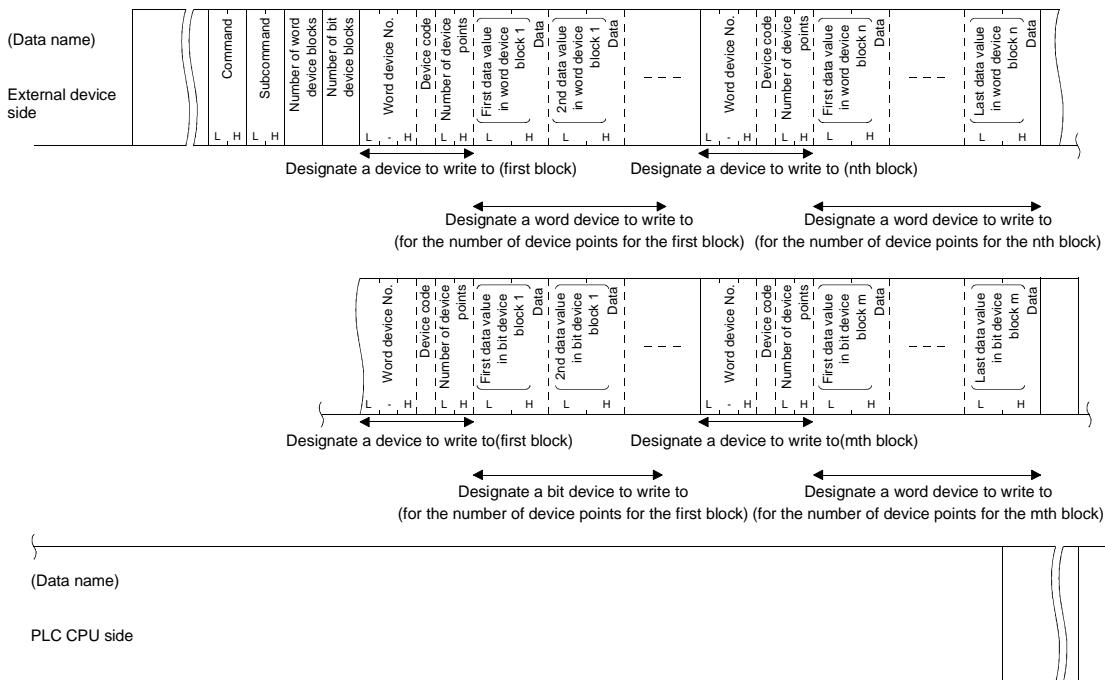 (Data name)
External device
side
Command
Subcommand
Number of word
device blocks
Number of bit
device blocks
Word device No.
Device code
Number of device
points
First data value
in word device
block 1
Data
2nd data value
in word device
block 1
Data
Word device No.
Device code
Number of device
points
First data value
in word device
block n
Data
Last data value
in word device
block n
Data
L H L H L - H L H L H L H L - H L H L H L H
Designate a device to write to (first block)
Designate a device to write to (nth block)
Designate a word device to write to
(for the number of device points for the first block)
Designate a word device to write to
(for the number of device points for the nth block)
Word device No.
Device code
Number of device
points
First data value
in bit device
block 1
Data
2nd data value
in bit device
block 1
Data
Word device No.
Device code
Number of device
points
First data value
in bit device
block m
Data
Last data value
in bit device
block m
Data
L - H L H L H L H L - H L H L H L H
Designate a device to write to(first block)
Designate a device to write to(mth block)
Designate a bit device to write to
(for the number of device points for the first block)
Designate a word device to write to
(for the number of device points for the mth block)
(Data name)
PLC CPU side